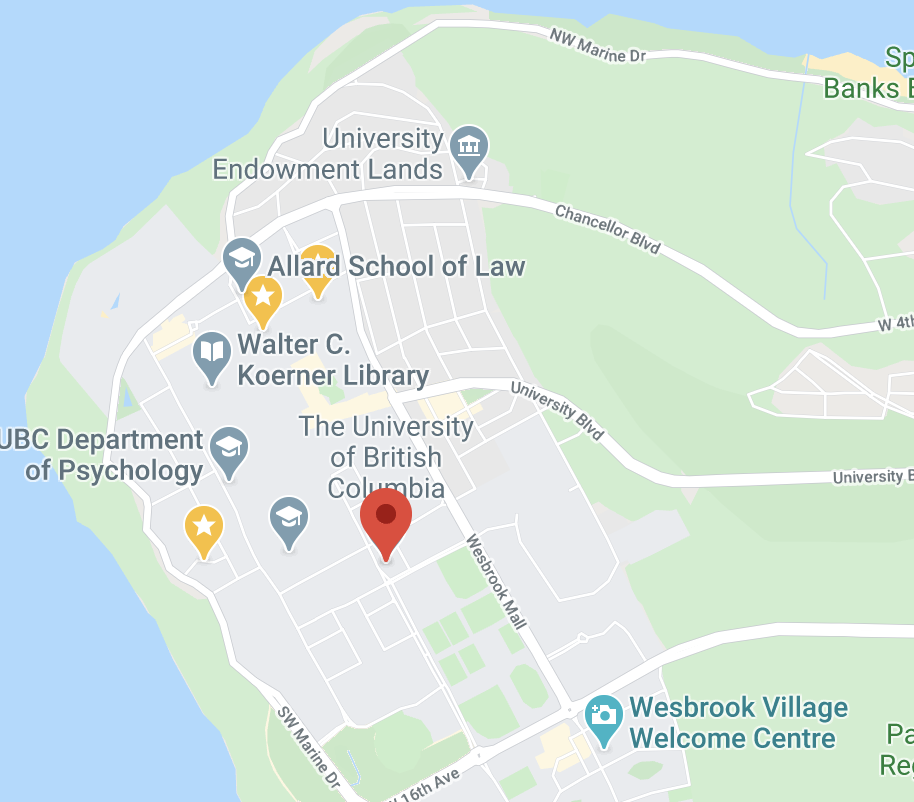 NW Marine Dr
Sp
Banks B
University
Endowment Lands
Chancellor Blvd
Allard School of Law
W 4th
Walter C.
Koerner Library
University Blvd
The University
of British
Columbia
UBC Department
of Psychology
University B
Wesbrook Mall
Wesbrook Village
Welcome Centre
SW Marine Dr
W 16th Ave
Pa
Reg